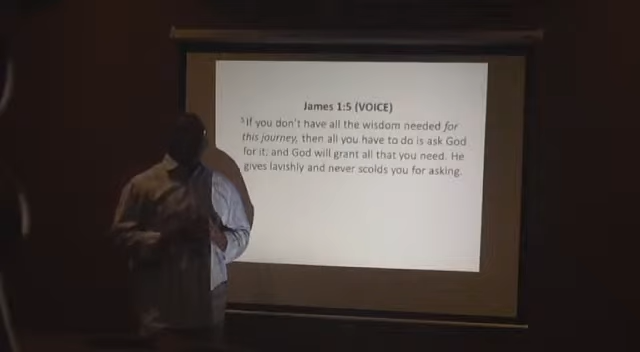 James 1:5 (VOICE)
⁵If you don't have all the wisdom needed for
this journey, then all you have to do is ask God
for it; and God will grant all that you need. He
gives lavishly and never scolds you for asking.